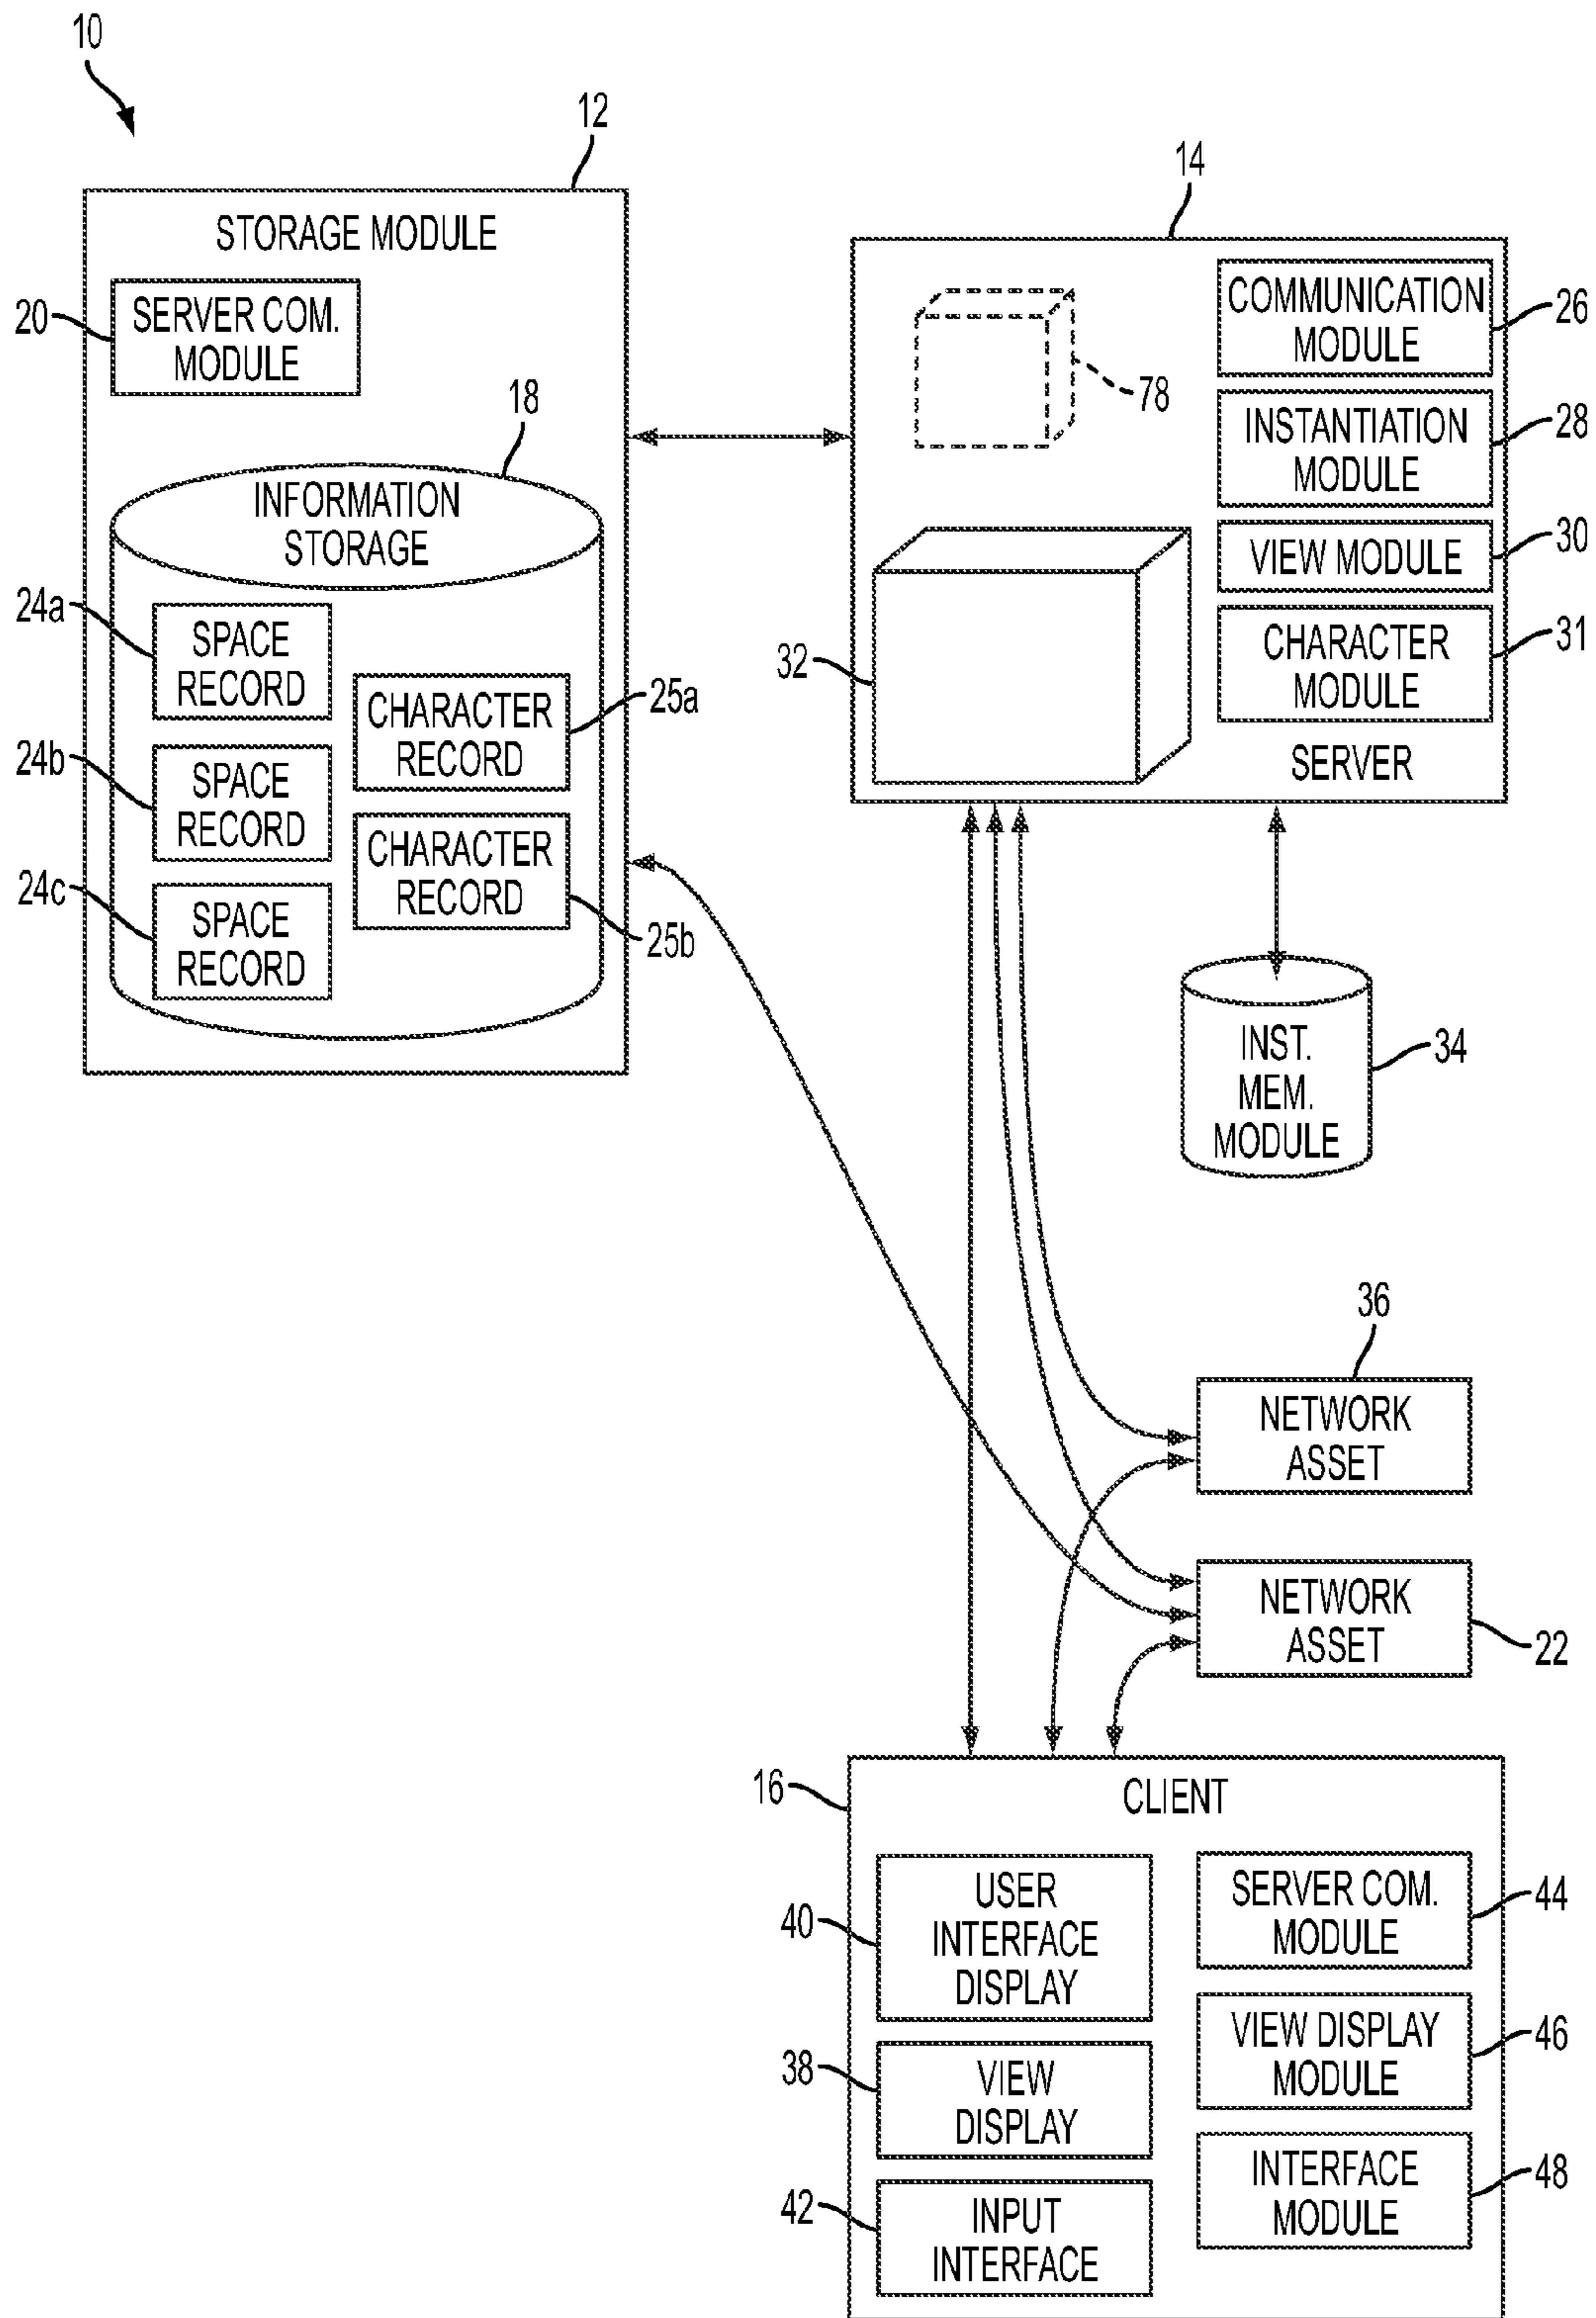 10
12
STORAGE MODULE
20
SERVER COM.
MODULE
18
INFORMATION
STORAGE
24a
SPACE
RECORD
24b
SPACE
RECORD
24c
SPACE
RECORD
CHARACTER
RECORD
25a
CHARACTER
RECORD
25b
14
78
COMMUNICATION
MODULE
26
INSTANTIATION
MODULE
28
VIEW MODULE
30
CHARACTER
MODULE
31
32
SERVER
INST.
MEM.
MODULE
34
36
NETWORK
ASSET
NETWORK
ASSET
22
16
CLIENT
40
USER
INTERFACE
DISPLAY
38
VIEW
DISPLAY
42
INPUT
INTERFACE
SERVER COM.
MODULE
44
VIEW DISPLAY
MODULE
46
INTERFACE
MODULE
48